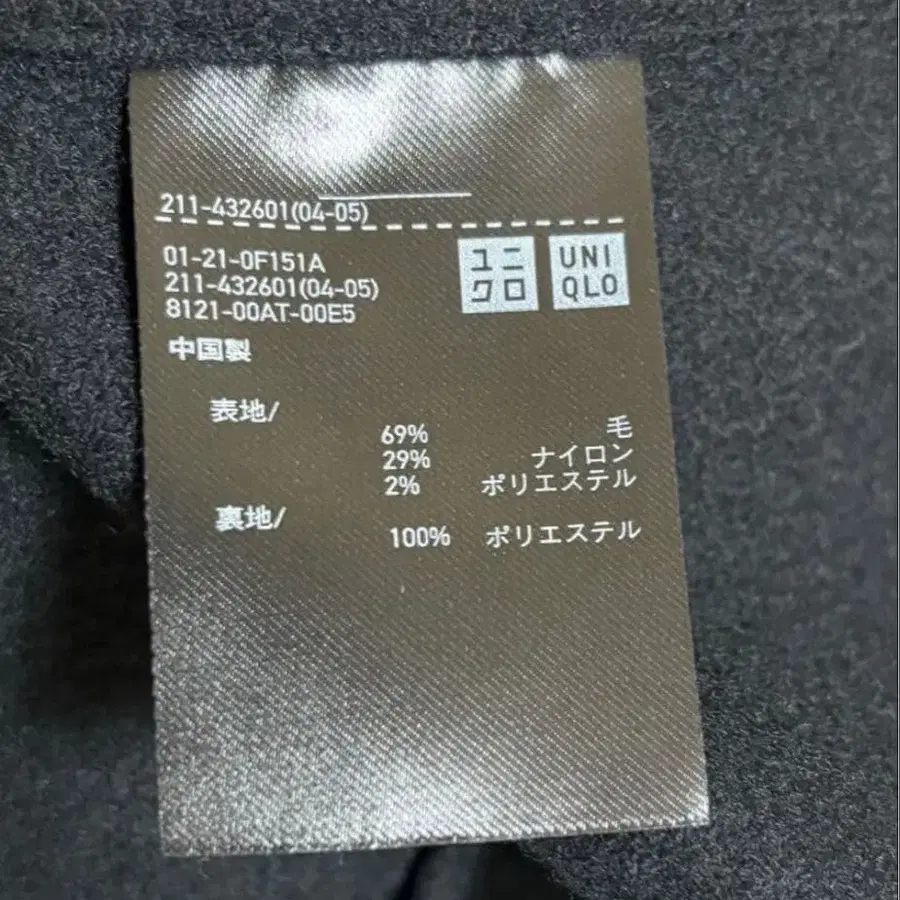 211-432601(04-05)
01-21-0F151A
211-432601(04-05)
8121-00AT-00E5
ユニ
クロ
UNI
QLO
中国製
表地/
69% 毛
29% ナイロン
2% ポリエステル
裏地/
100% ポリエステル